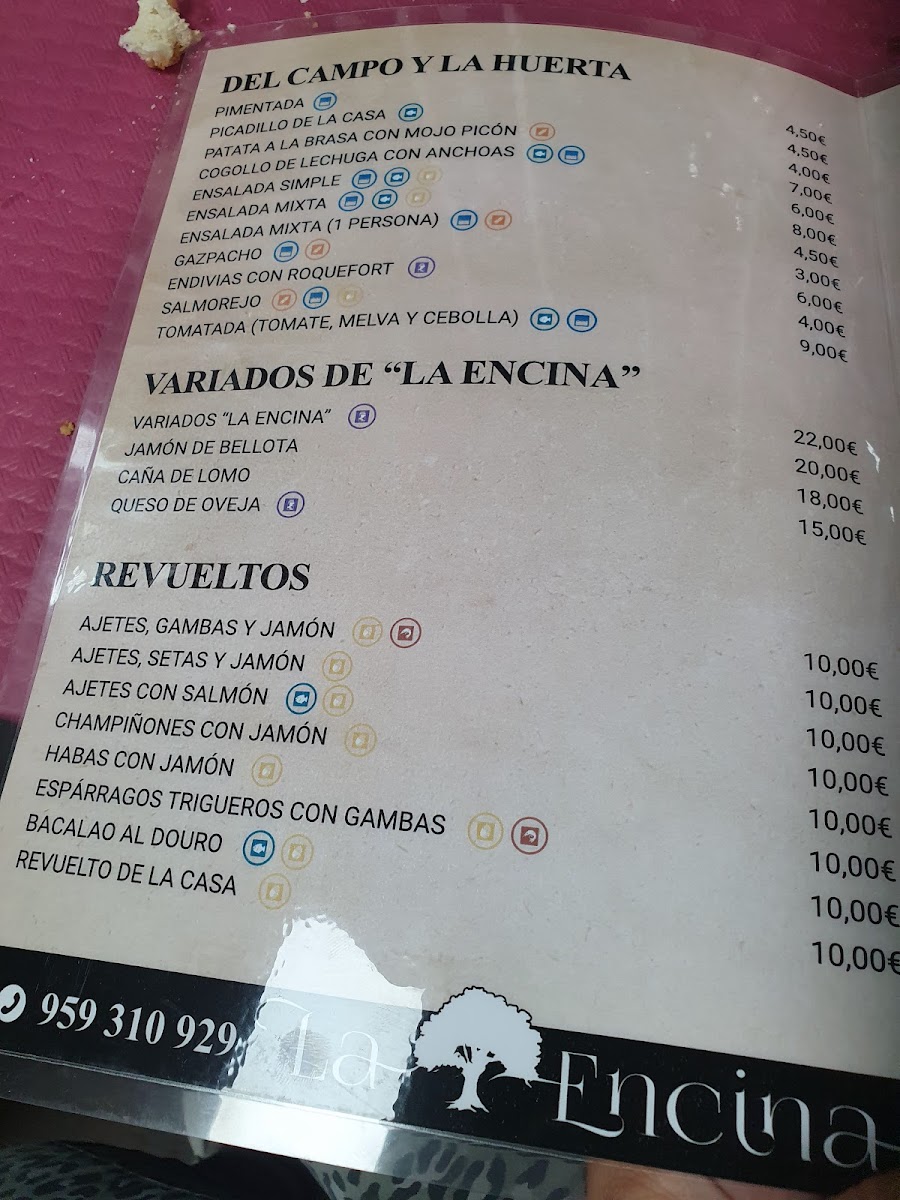 DEL CAMPO Y LA HUERTA
PIMENTADA 4,50€
PICADILLO DE LA CASA 4,50€
PATATA A LA BRASA CON MOJO PICÓN 4,00€
COGOLLO DE LECHUGA CON ANCHOAS 7,00€
ENSALADA SIMPLE 6,00€
ENSALADA MIXTA 8,00€
ENSALADA MIXTA (1 PERSONA) 4,50€
GAZPACHO 3,00€
ENDIVIAS CON ROQUEFORT 6,00€
SALMOREJO 4,00€
TOMATADA (TOMATE, MELVA Y CEBOLLA) 9,00€
VARIADOS DE “LA ENCINA”
VARIADOS “LA ENCINA” 22,00€
JAMÓN DE BELLOTA 20,00€
CAÑA DE LOMO 18,00€
QUESO DE OVEJA 15,00€
REVUELTOS
AJETES, GAMBAS Y JAMÓN 10,00€
AJETES, SETAS Y JAMÓN 10,00€
AJETES CON SALMÓN 10,00€
CHAMPIÑONES CON JAMÓN 10,00€
HABAS CON JAMÓN 10,00€
ESPÁRRAGOS TRIGUEROS CON GAMBAS 10,00€
BACALAO AL DOURO 10,00€
REVUELTO DE LA CASA 10,00€
959 310 929 La Encina